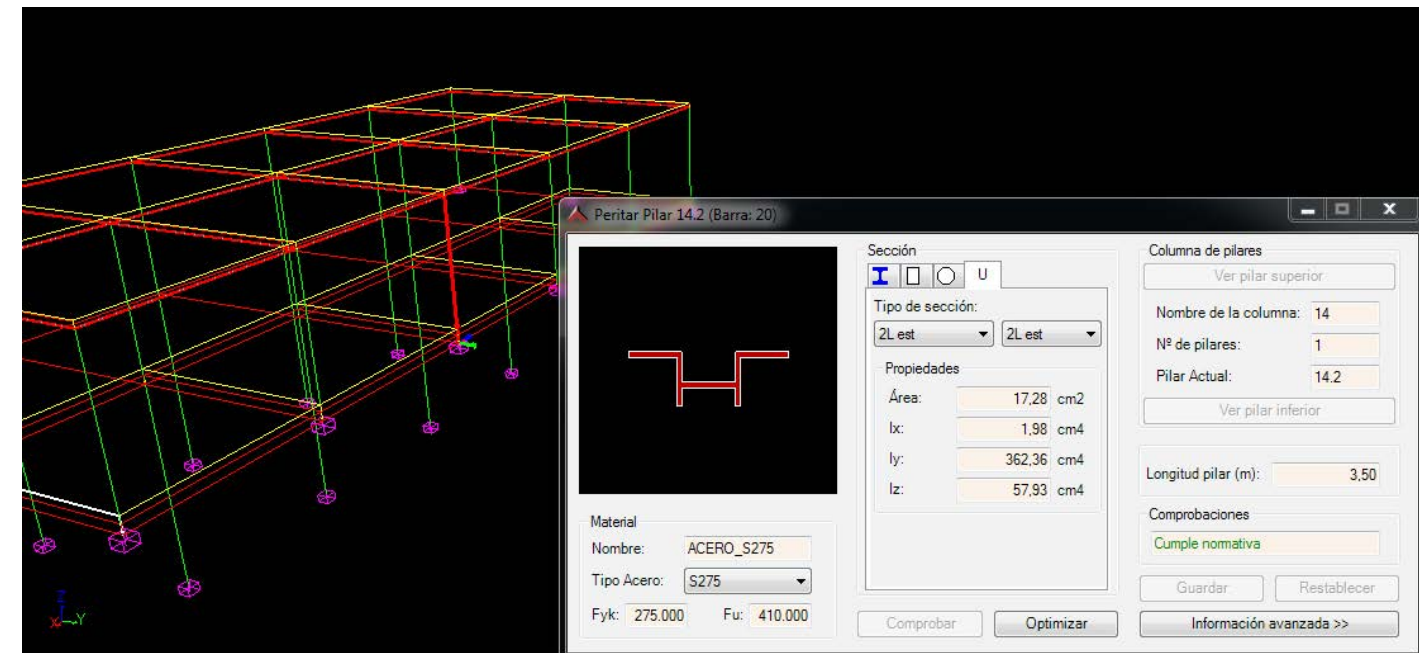 Peritar Pilar 14.2 (Barra: 20)
x
Sección
U
Tipo de sección:
2L est
2L est
Propiedades
Área: 17,28 cm2
Ix: 1,98 cm4
Iy: 362,36 cm4
Iz: 57,93 cm4
Material
Nombre: ACERO_S275
Tipo Acero: S275
Fyk: 275.000 Fu: 410.000
Comprobar
Optimizar
Columna de pilares
Ver pilar superior
Nombre de la columna: 14
Nº de pilares: 1
Pilar Actual: 14.2
Ver pilar inferior
Longitud pilar (m): 3,50
Comprobaciones
Cumple normativa
Guardar
Restablecer
Información avanzada >>
Z
X
Y